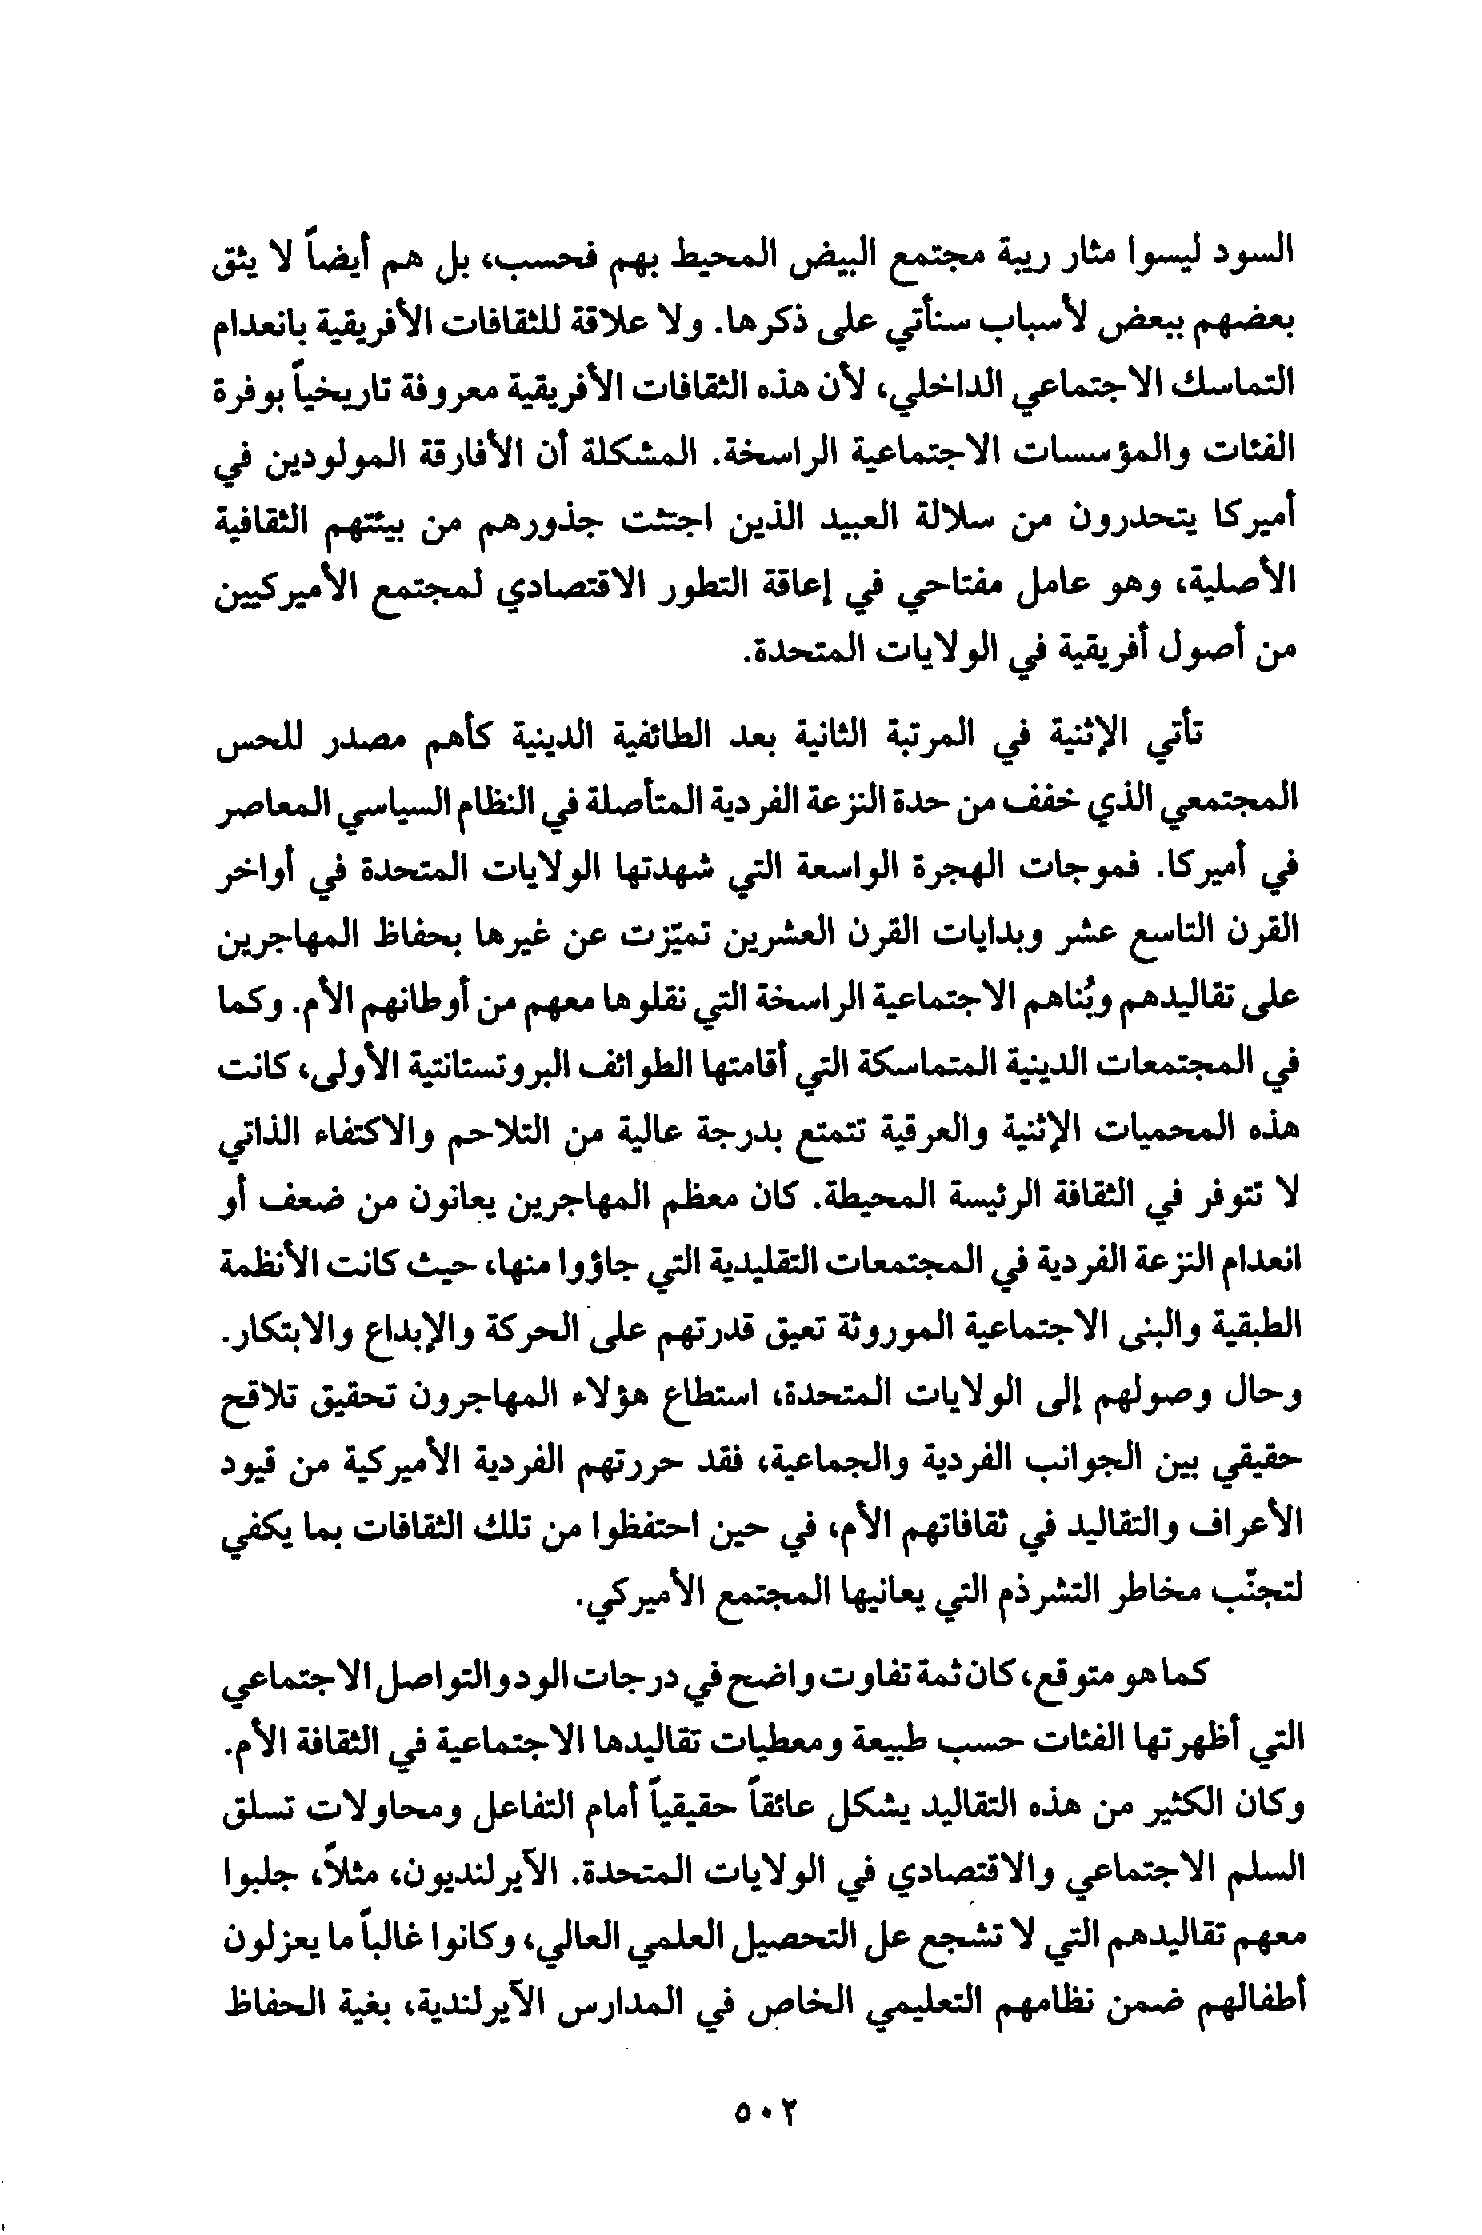 السود ليسوا مثار ريبة مجتمع البيض المحيط بهم فحسب، بل هم أيضاً لا يثق
بعضهم ببعض لأسباب سنأتي على ذكرها. ولا علاقة للثقافات الأفريقية بانعدام
التماسك الاجتماعي الداخلي، لأن هذه الثقافات الأفريقية معروفة تاريخياً بوفرة
الفئات والمؤسسات الاجتماعية الراسخة. المشكلة أن الأفارقة المولودين في
أميركا يتحدرون من سلالة العبيد الذين اجتثت جذورهم من بيئتهم الثقافية
الأصلية، وهو عامل مفتاحي في إعاقة التطور الاقتصادي لمجتمع الأميركيين
من أصول أفريقية في الولايات المتحدة.
تأتي الإثنية في المرتبة الثانية بعد الطائفية الدينية كأهم مصدر للحس
المجتمعي الذي خفف من حدة النزعة الفردية المتأصلة في النظام السياسي المعاصر
في أميركا. فموجات الهجرة الواسعة التي شهدتها الولايات المتحدة في أواخر
القرن التاسع عشر وبدايات القرن العشرين تميّزت عن غيرها بحفاظ المهاجرين
على تقاليدهم وبُناهم الاجتماعية الراسخة التي نقلوها معهم من أوطانهم الأم. وكما
في المجتمعات الدينية المتماسكة التي أقامتها الطوائف البروتستانتية الأولى، كانت
هذه المحميات الإثنية والعرقية تتمتع بدرجة عالية من التلاحم والاكتفاء الذاتي
لا تتوفر في الثقافة الرئيسة المحيطة. كان معظم المهاجرين يعانون من ضعف أو
انعدام النزعة الفردية في المجتمعات التقليدية التي جاؤوا منها، حيث كانت الأنظمة
الطبقية والبنى الاجتماعية الموروثة تعيق قدرتهم على الحركة والإبداع والابتكار.
وحال وصولهم إلى الولايات المتحدة، استطاع هؤلاء المهاجرون تحقيق تلاقح
حقيقي بين الجوانب الفردية والجماعية، فقد حررتهم الفردية الأميركية من قيود
الأعراف والتقاليد في ثقافاتهم الأم، في حين احتفظوا من تلك الثقافات بما يكفي
لتجنّب مخاطر التشرذم التي يعانيها المجتمع الأميركي.
كما هو متوقع، كان ثمة تفاوت واضح في درجات الود والتواصل الاجتماعي
التي أظهرتها الفئات حسب طبيعة ومعطيات تقاليدها الاجتماعية في الثقافة الأم.
وكان الكثير من هذه التقاليد يشكل عائقاً حقيقياً أمام التفاعل ومحاولات تسلق
السلم الاجتماعي والاقتصادي في الولايات المتحدة. الآيرلنديون، مثلاً، جلبوا
معهم تقاليدهم التي لا تشجع عل التحصيل العلمي العالي، وكانوا غالباً ما يعزلون
أطفالهم ضمن نظامهم التعليمي الخاص في المدارس الآيرلندية، بغية الحفاظ
٥٠٢